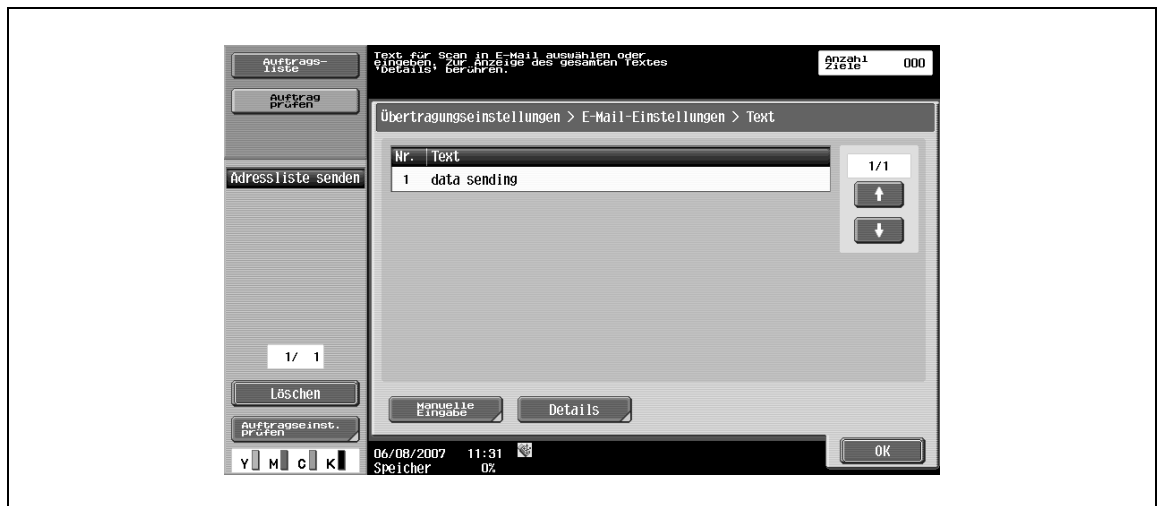 Auftrags-
liste
Auftrag
prüfen
Adressliste senden
1/ 1
Löschen
Auftragseinst.
prüfen
Y M C K
Text für Scan in E-Mail auswählen oder
eingeben. Zur Anzeige des gesamten Textes
'Details' berühren.
Anzahl
Ziele 000
Übertragungseinstellungen > E-Mail-Einstellungen > Text
Nr. Text
1 data sending
1/1
Manuelle
Eingabe
Details
06/08/2007 11:31
Speicher 0%
OK